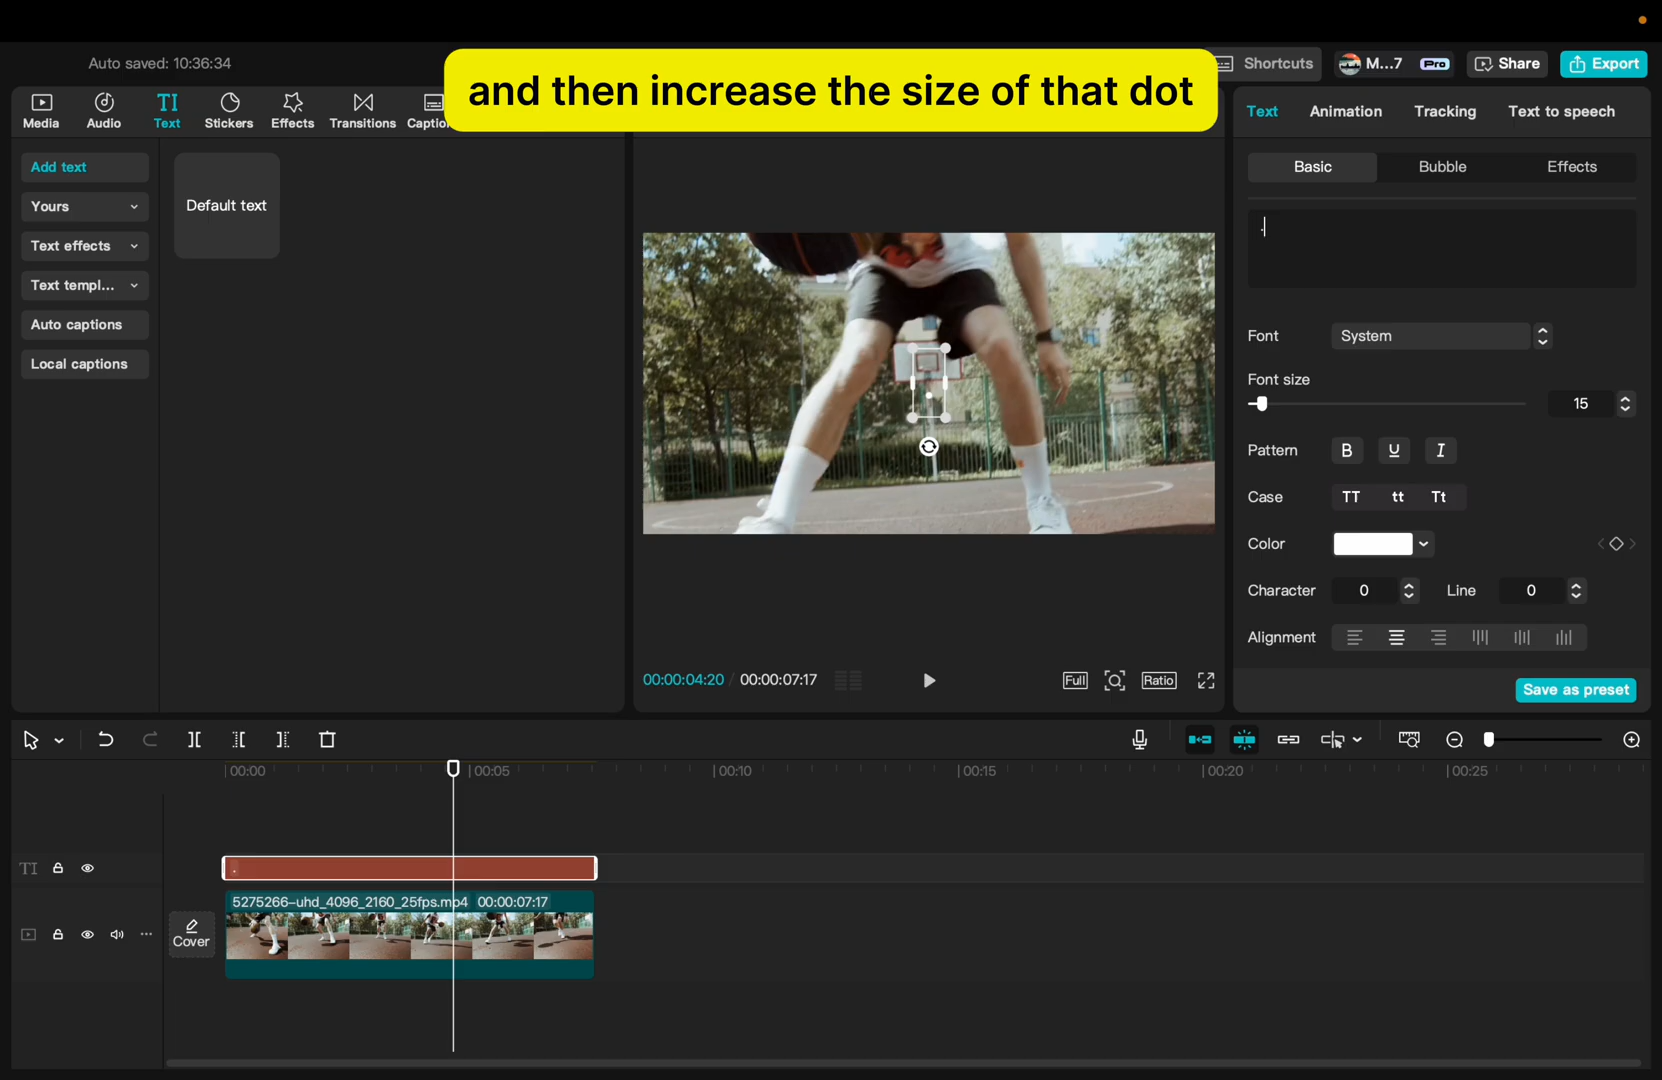 Auto saved: 10:36:34
and then increase the size of that dot
Shortcuts
M...7
Pro
Share
Export
Media
Audio
TI
Text
Stickers
Effects
Transitions
Text
Animation
Tracking
Text to speech
Add text
Yours
Text effects
Text templ...
Auto captions
Local captions
Default text
Basic
Bubble
Effects
.
Font
System
Font size
15
Pattern
B
U
I
Case
TT
tt
Tt
Color
Character
0
Line
0
Alignment
Save as preset
00:00:04:20 / 00:00:07:17
Full
Ratio
00:00
00:05
00:10
00:15
00:20
00:25
TI
.
5275266-uhd_4096_2160_25fps.mp4 00:00:07:17
Cover